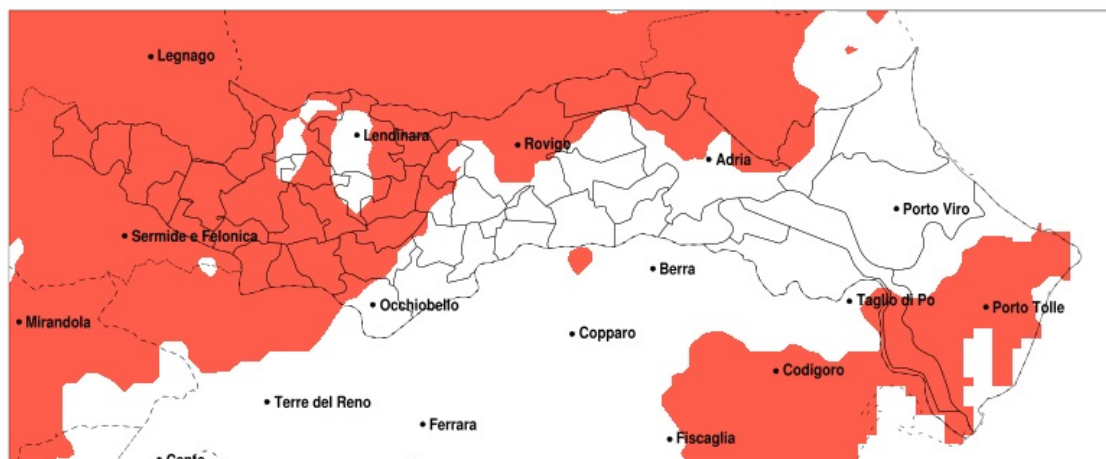 Legnago
Lendinara
Rovigo
Adria
Porto Viro
Sermide e Felonica
Berra
Occhiobello
Taglio di Po
Porto Tolle
Mirandola
Copparo
Codigoro
Terre del Reno
Ferrara
Fiscaglia